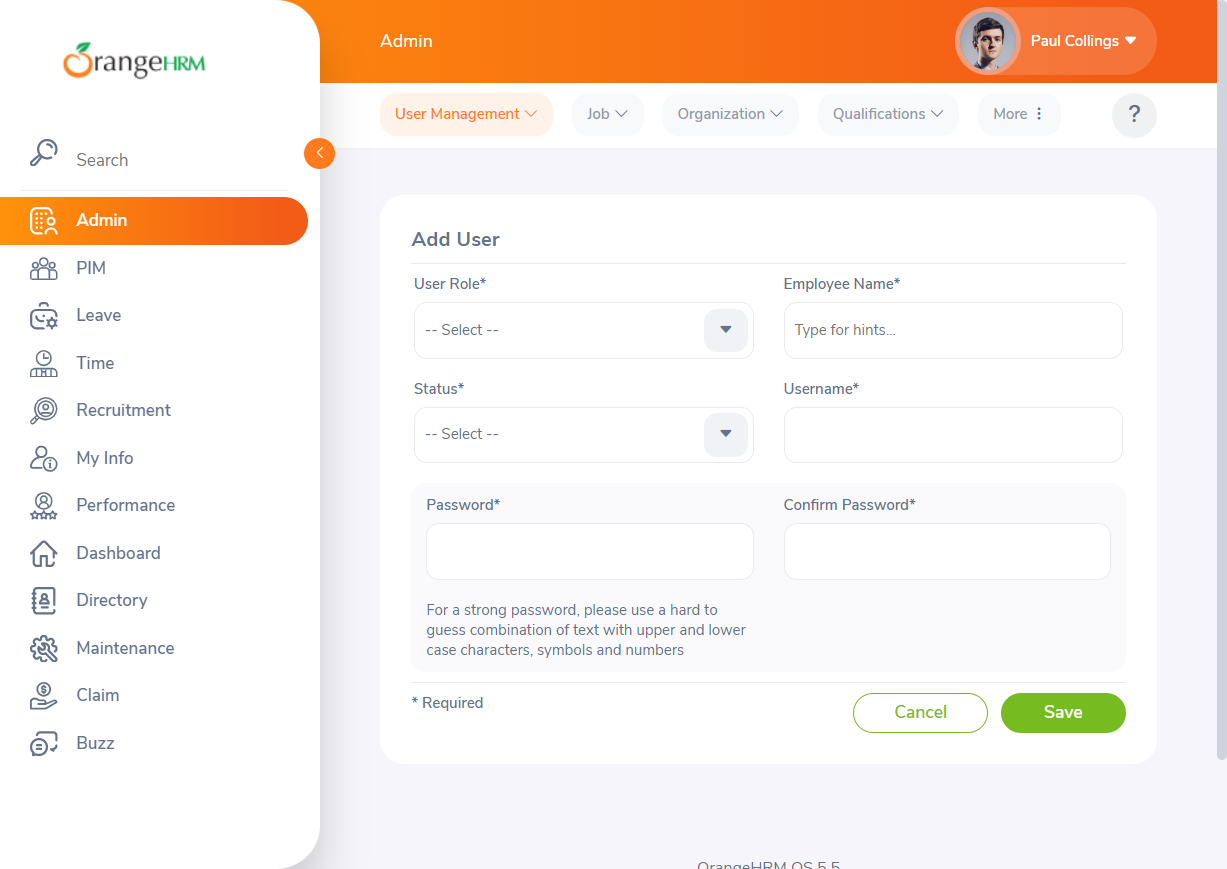 OrangeHRM
Search
Admin
PIM
Leave
Time
Recruitment
My Info
Performance
Dashboard
Directory
Maintenance
Claim
Buzz
Admin
Paul Collings
User Management
Job
Organization
Qualifications
More
?
Add User
User Role*
Employee Name*
-- Select --
Type for hints...
Status*
Username*
-- Select --
Password*
Confirm Password*
For a strong password, please use a hard to
guess combination of text with upper and lower
case characters, symbols and numbers
* Required
Cancel
Save
OrangeHRM OS 5.5